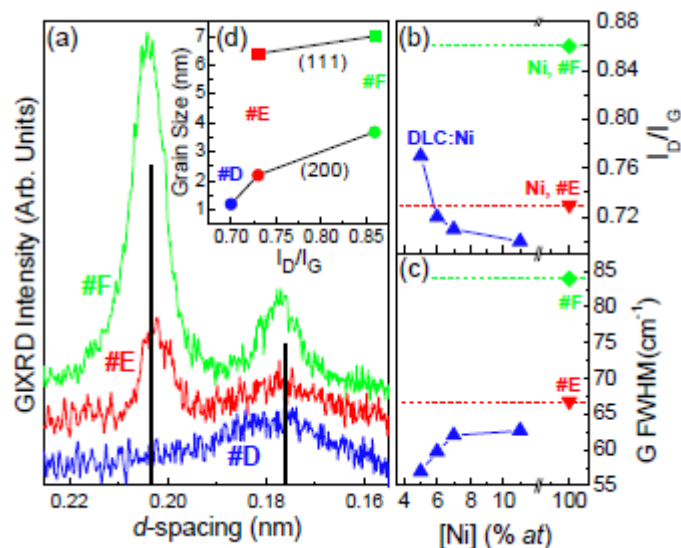 (a)
GIXRD Intensity (Arb. Units)
#F
#E
#D
0.22
0.20
0.18
0.16
d-spacing (nm)
(d)
Grain Size (nm)
7
6
5
4
3
2
1
(111)
#F
#E
#D
(200)
0.70
0.75
0.80
0.85
I_D/I_G
(b)
Ni, #F
DLC:Ni
Ni, #E
0.88
0.84
0.80
0.76
0.72
I_D/I_G
(c)
#F
#E
85
80
75
70
65
60
55
G FWHM (cm⁻¹)
4
6
8
10
100
[Ni] (% at)